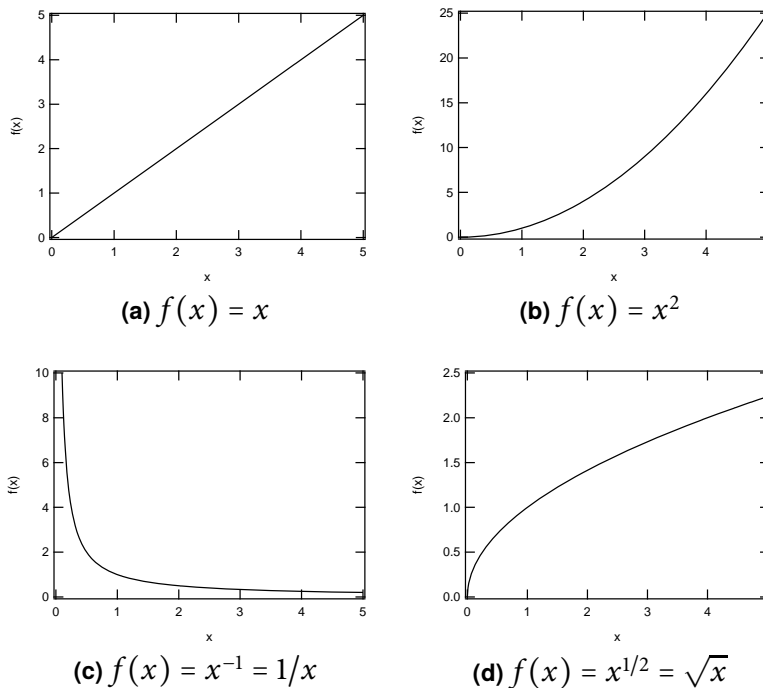 5
4
3
2
1
0
f(x)
0 1 2 3 4 5
x
(a) f(x) = x
25
20
15
10
5
0
f(x)
0 1 2 3 4
x
(b) f(x) = x²
10
8
6
4
2
0
f(x)
0 1 2 3 4 5
x
(c) f(x) = x⁻¹ = 1/x
2.5
2.0
1.5
1.0
0.5
0.0
f(x)
0 1 2 3 4
x
(d) f(x) = x¹/² = √x